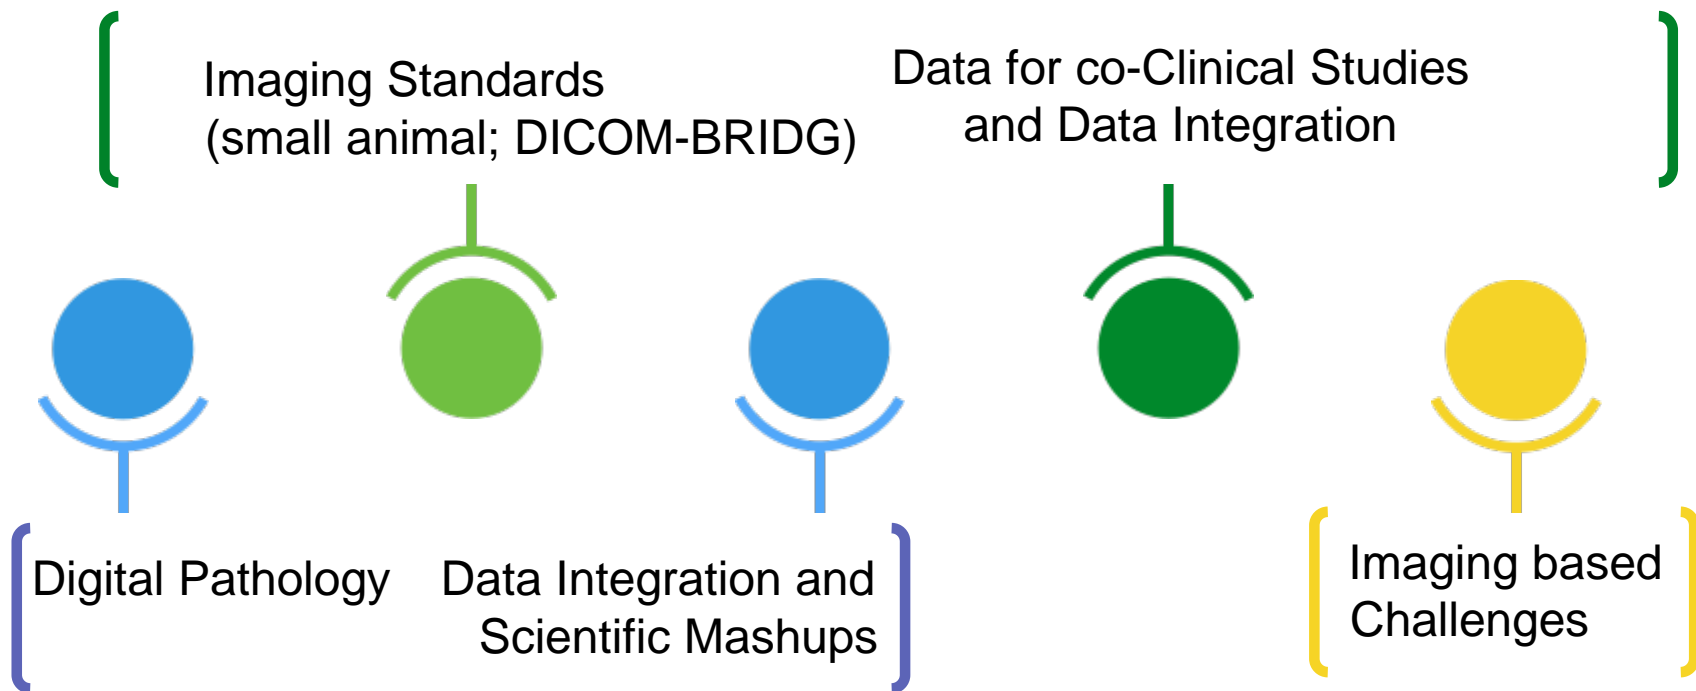 Imaging Standards
(small animal; DICOM-BRIDG)
Data for co-Clinical Studies
and Data Integration
Digital Pathology
Data Integration and
Scientific Mashups
Imaging based
Challenges